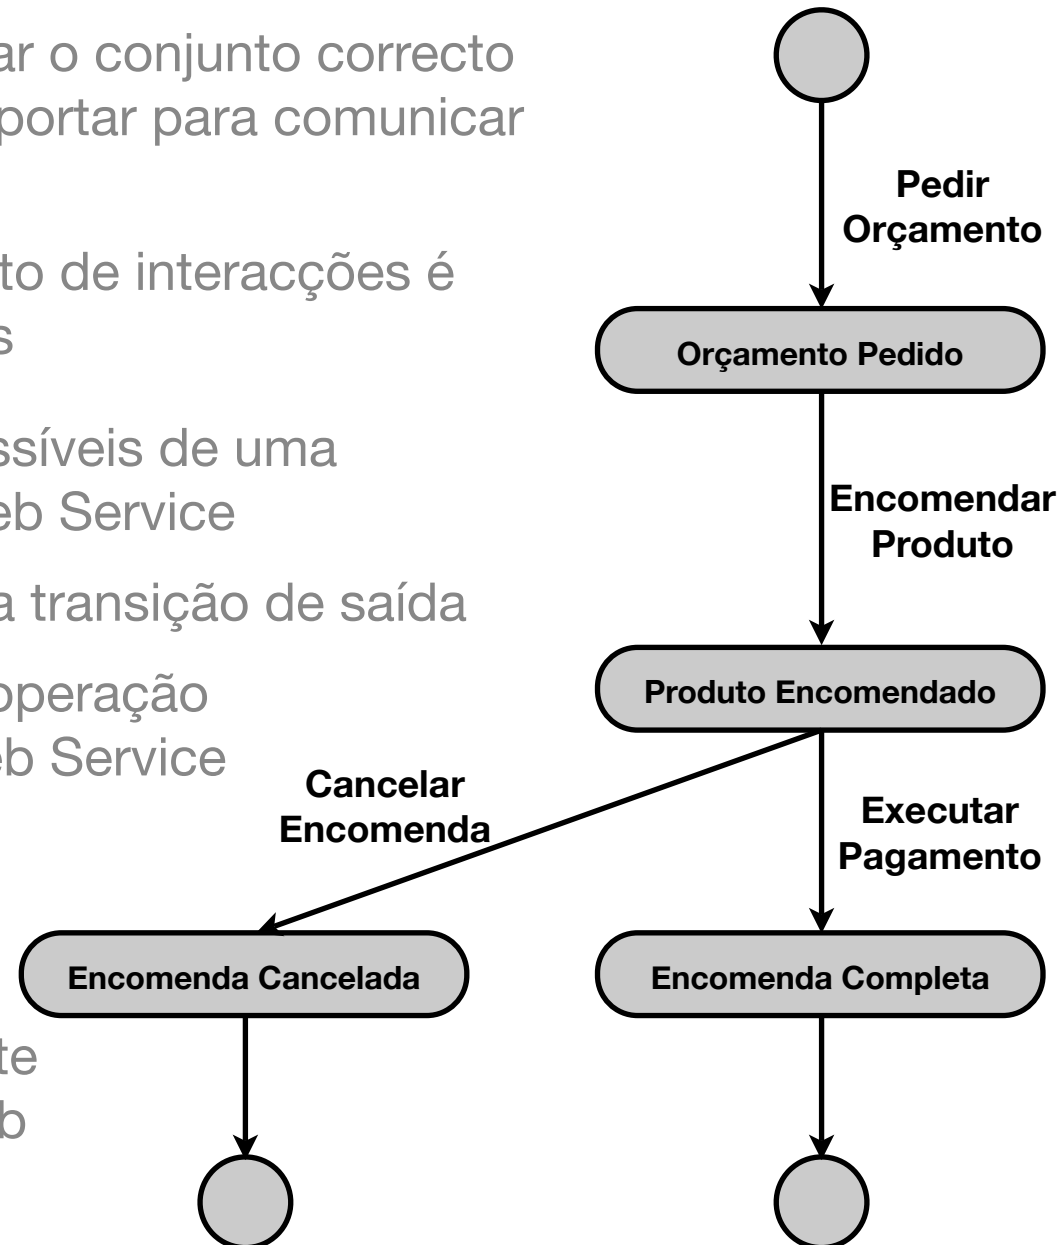 ar o conjunto correcto
portar para comunicar
to de interacções é
s
ssíveis de uma
eb Service
a transição de saída
operação
eb Service
te
b
Pedir
Orçamento
Orçamento Pedido
Encomendar
Produto
Produto Encomendado
Cancelar
Encomenda
Executar
Pagamento
Encomenda Cancelada
Encomenda Completa